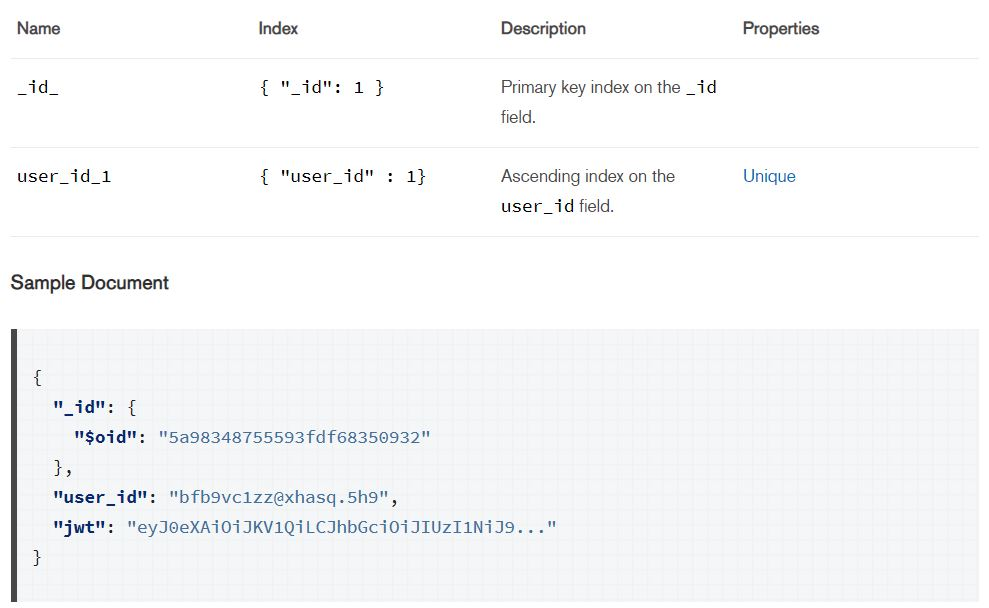 Name Index Description Properties
_id_ { "_id": 1 } Primary key index on the _id
field.
user_id_1 { "user_id" : 1} Ascending index on the Unique
user_id field.
Sample Document
{
"_id": {
"$oid": "5a98348755593fdf68350932"
},
"user_id": "bfb9vc1zz@xhasq.5h9",
"jwt": "eyJ0eXAiOiJKV1QiLCJhbGciOiJIUzI1NiJ9..."
}